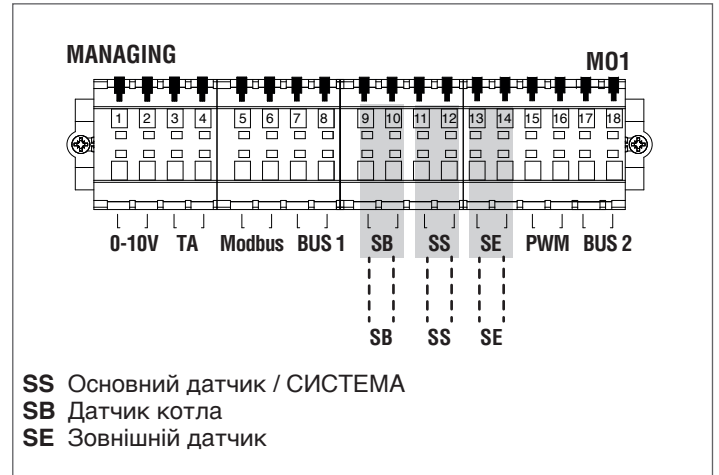 MANAGING M01
1 2 3 4 5 6 7 8 9 10 11 12 13 14 15 16 17 18
0-10V TA Modbus BUS 1 SB SS SE PWM BUS 2
SB SS SE
SS Основний датчик / СИСТЕМА
SB Датчик котла
SE Зовнішній датчик